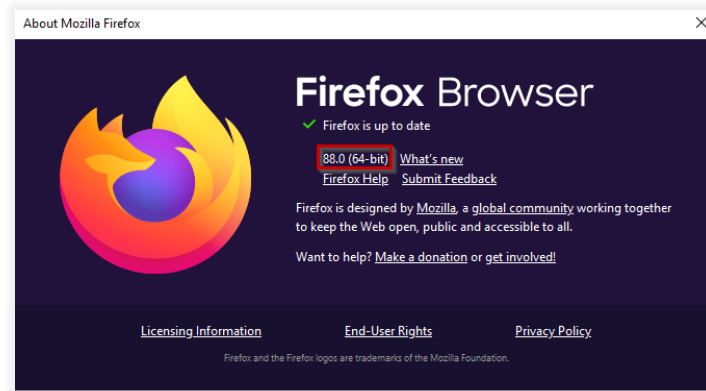 About Mozilla Firefox
Firefox Browser
Firefox is up to date
88.0 (64-bit) What's new
Firefox Help Submit Feedback
Firefox is designed by Mozilla, a global community working together
to keep the Web open, public and accessible to all.
Want to help? Make a donation or get involved!
Licensing Information End-User Rights Privacy Policy
Firefox and the Firefox logos are trademarks of the Mozilla Foundation.